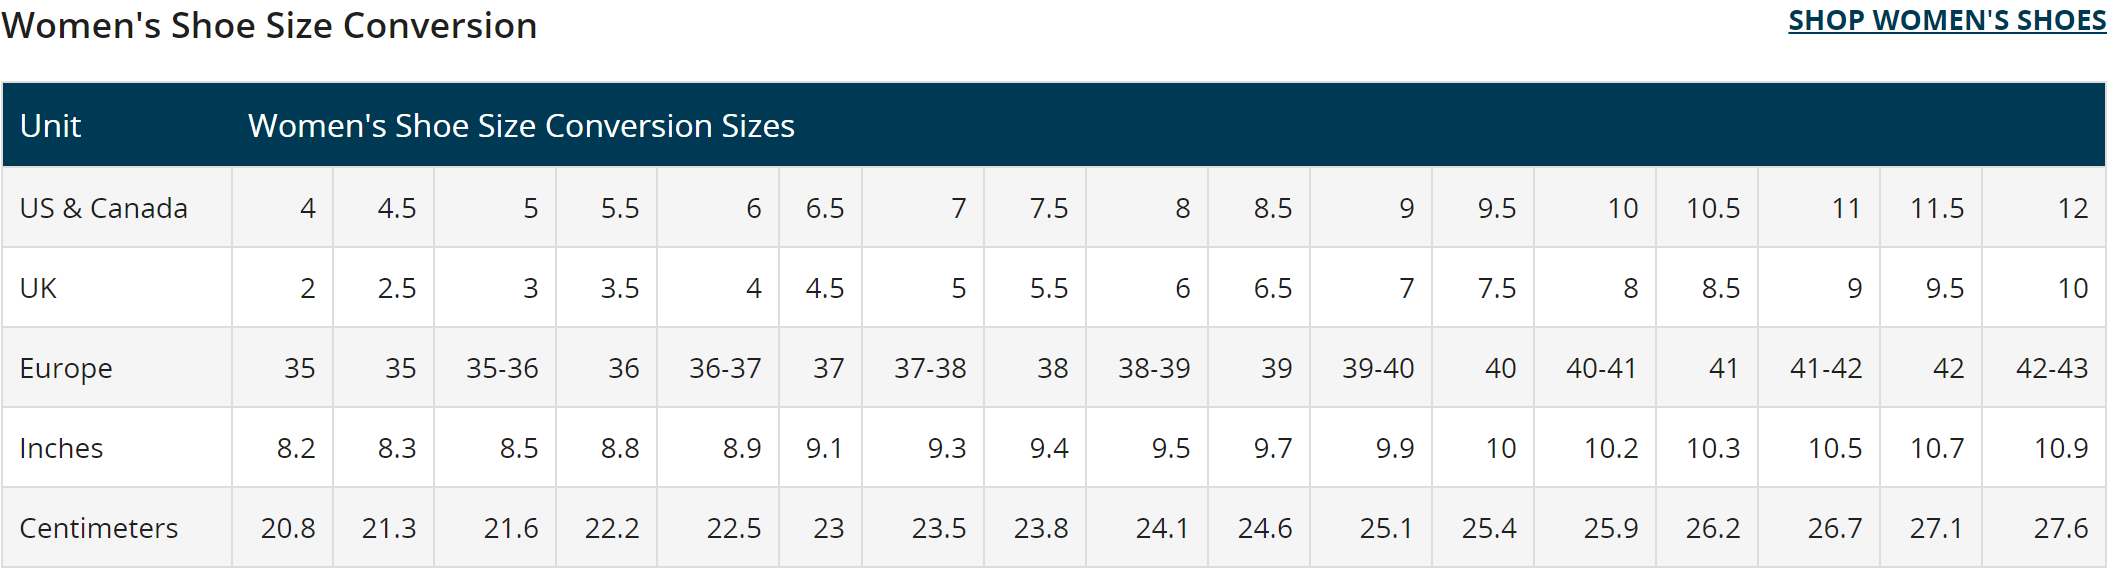 Women's Shoe Size Conversion
SHOP WOMEN'S SHOES
Unit Women's Shoe Size Conversion Sizes
US & Canada 4 4.5 5 5.5 6 6.5 7 7.5 8 8.5 9 9.5 10 10.5 11 11.5 12
UK 2 2.5 3 3.5 4 4.5 5 5.5 6 6.5 7 7.5 8 8.5 9 9.5 10
Europe 35 35 35-36 36 36-37 37 37-38 38 38-39 39 39-40 40 40-41 41 41-42 42 42-43
Inches 8.2 8.3 8.5 8.8 8.9 9.1 9.3 9.4 9.5 9.7 9.9 10 10.2 10.3 10.5 10.7 10.9
Centimeters 20.8 21.3 21.6 22.2 22.5 23 23.5 23.8 24.1 24.6 25.1 25.4 25.9 26.2 26.7 27.1 27.6